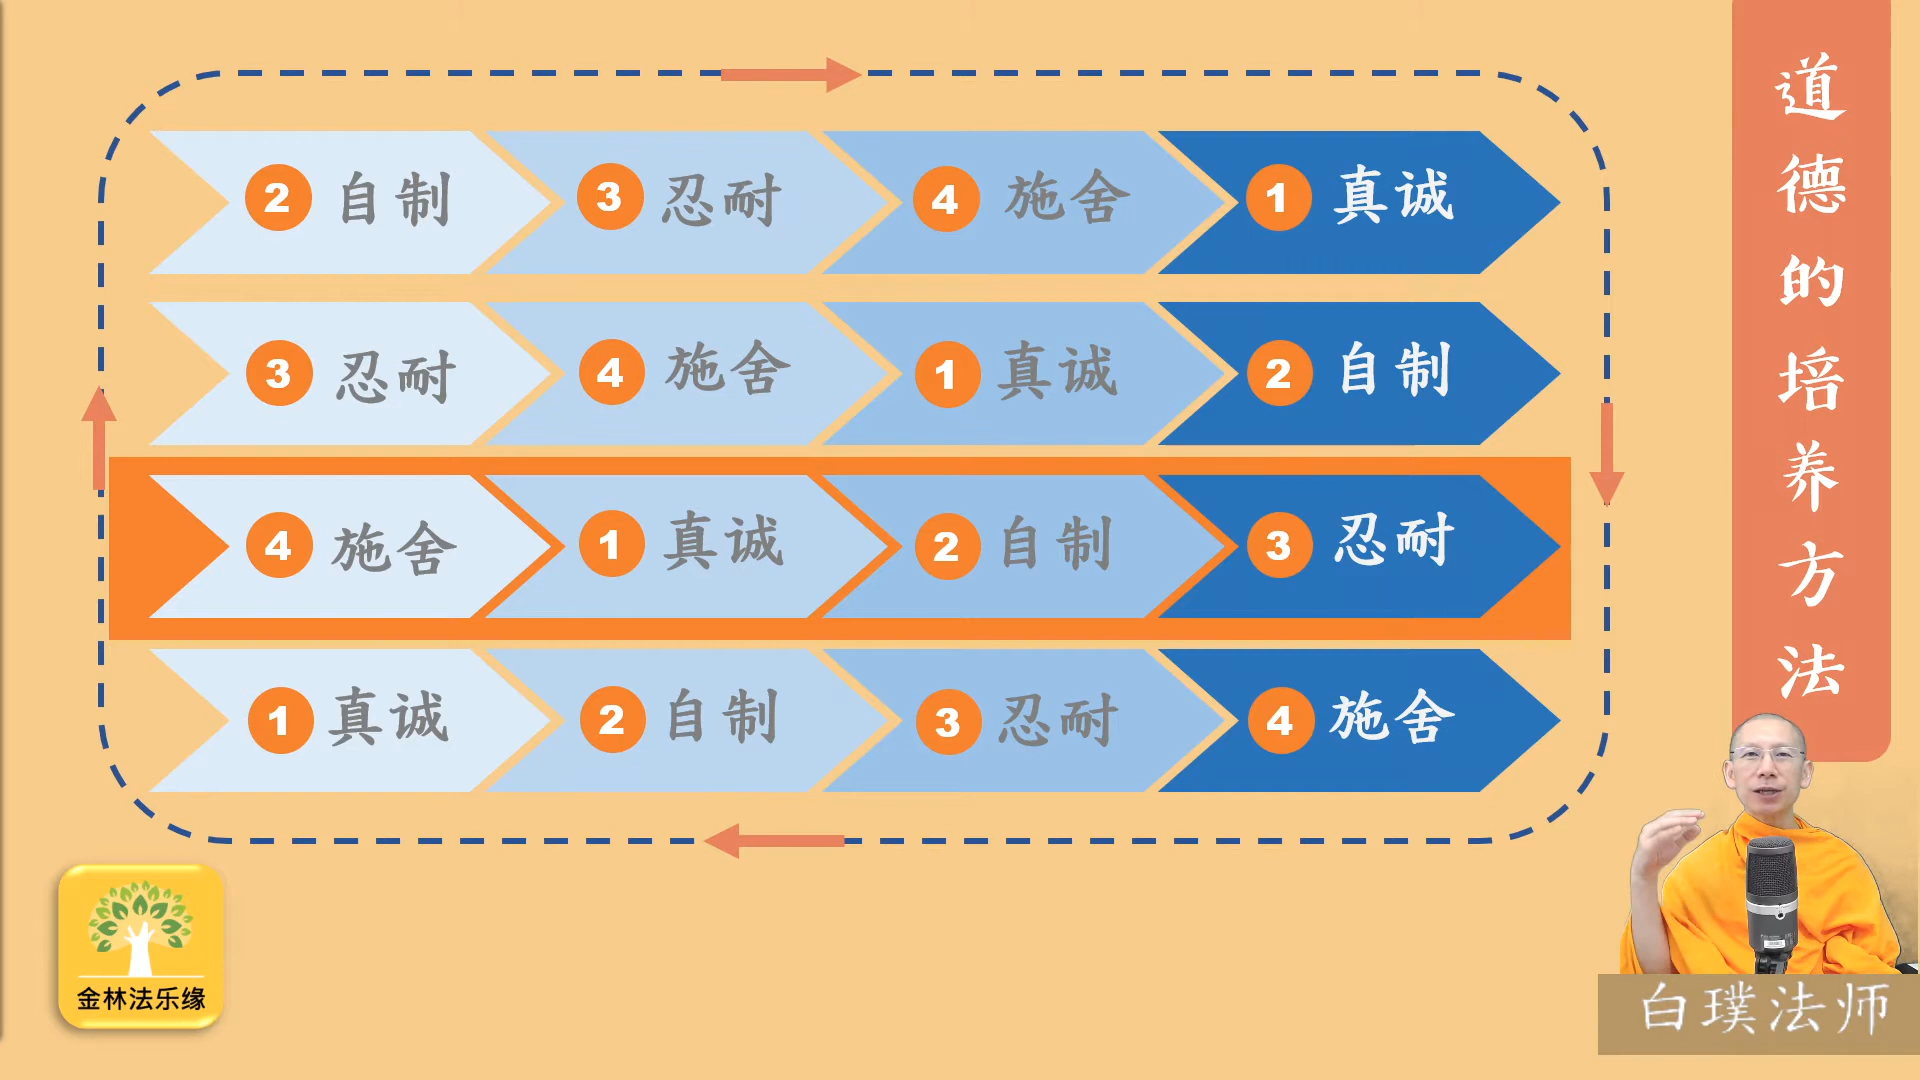 2 自制 3 忍耐 4 施舍 1 真诚
3 忍耐 4 施舍 1 真诚 2 自制
4 施舍 1 真诚 2 自制 3 忍耐
1 真诚 2 自制 3 忍耐 4 施舍
道德的培养方法
金林法乐缘
白璞法师